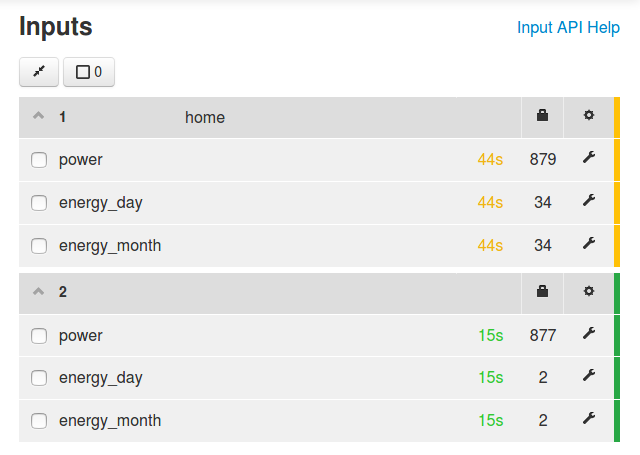 Inputs
Input API Help
0
1 home
power 44s 879
energy_day 44s 34
energy_month 44s 34
2
power 15s 877
energy_day 15s 2
energy_month 15s 2